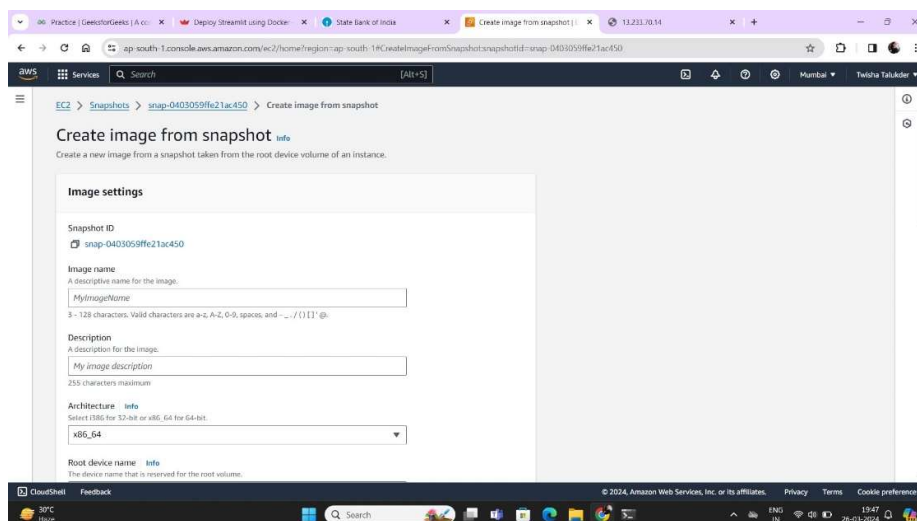 Practice | GeeksforGeeks | A co
Deploy Streamlit using Docker
State Bank of India
Create image from snapshot |
13.233.70.14
ap-south-1.console.aws.amazon.com/ec2/home?region=ap-south-1#CreateImageFromSnapshot:snapshotId=snap-0403059ffe21ac450
aws
Services
Search
[Alt+S]
Mumbai
Twisha Talukder
EC2 > Snapshots > snap-0403059ffe21ac450 > Create image from snapshot
Create image from snapshot Info
Create a new image from a snapshot taken from the root device volume of an instance.
Image settings
Snapshot ID
snap-0403059ffe21ac450
Image name
A descriptive name for the image.
MyImageName
3 - 128 characters. Valid characters are a-z, A-Z, 0-9, spaces, and - _ . / ( ) [ ] ' @.
Description
A description for the image.
My image description
255 characters maximum
Architecture Info
Select i386 for 32-bit or x86_64 for 64-bit.
x86_64
Root device name Info
The device name that is reserved for the root volume.
CloudShell Feedback
© 2024, Amazon Web Services, Inc. or its affiliates. Privacy Terms Cookie preference
30°C
Haze
Search
ENG
IN
19:47
26-03-2024